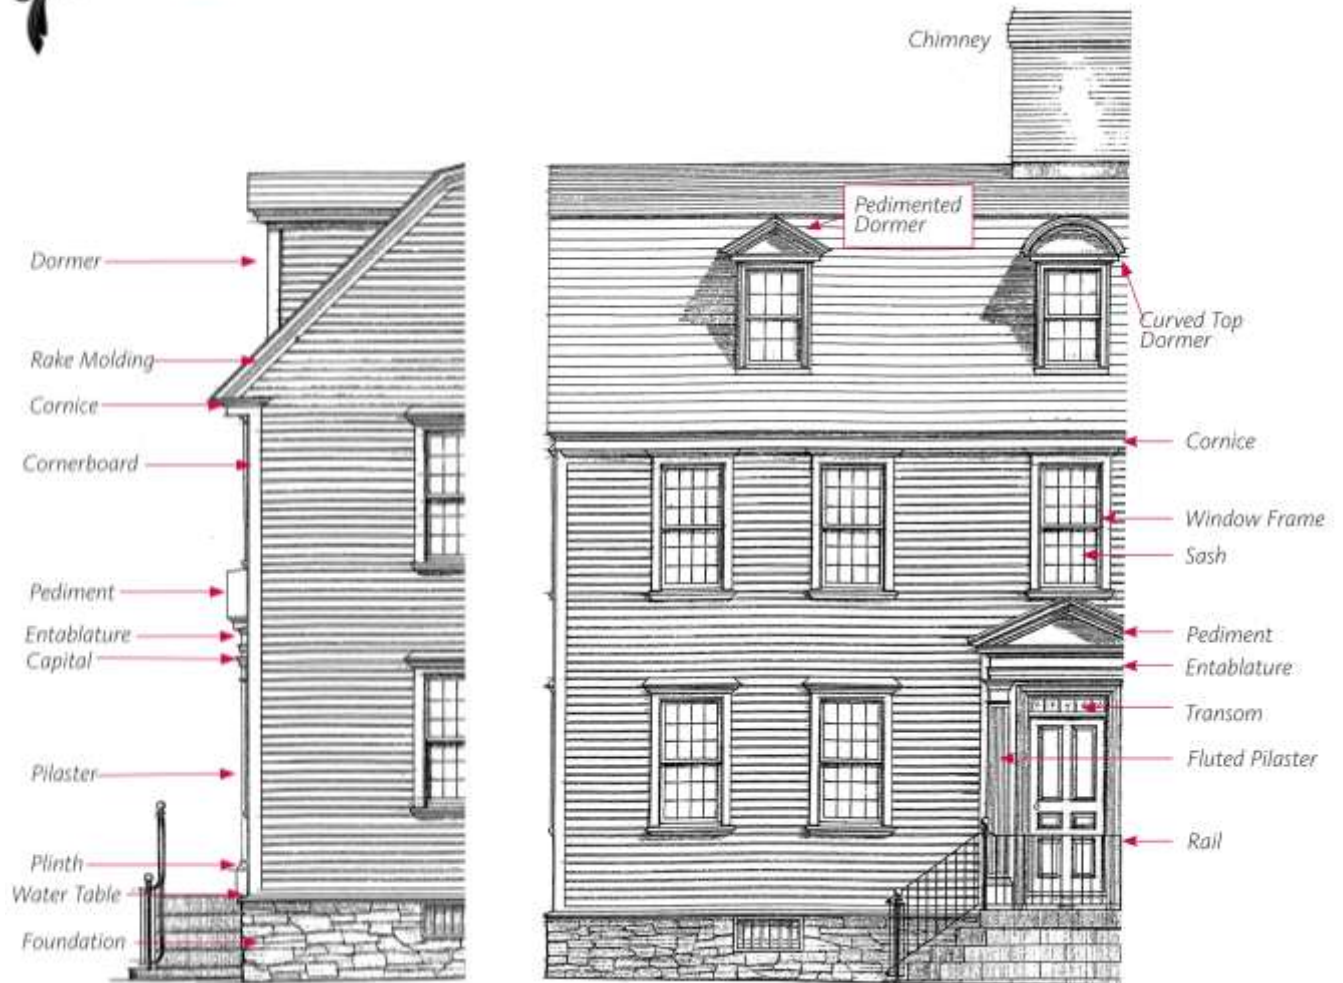 Chimney
Pedimented
Dormer
Dormer
Curved Top
Dormer
Rake Molding
Cornice
Cornice
Cornerboard
Window Frame
Sash
Pediment
Entablature
Capital
Pediment
Entablature
Transom
Pilaster
Fluted Pilaster
Rail
Plinth
Water Table
Foundation